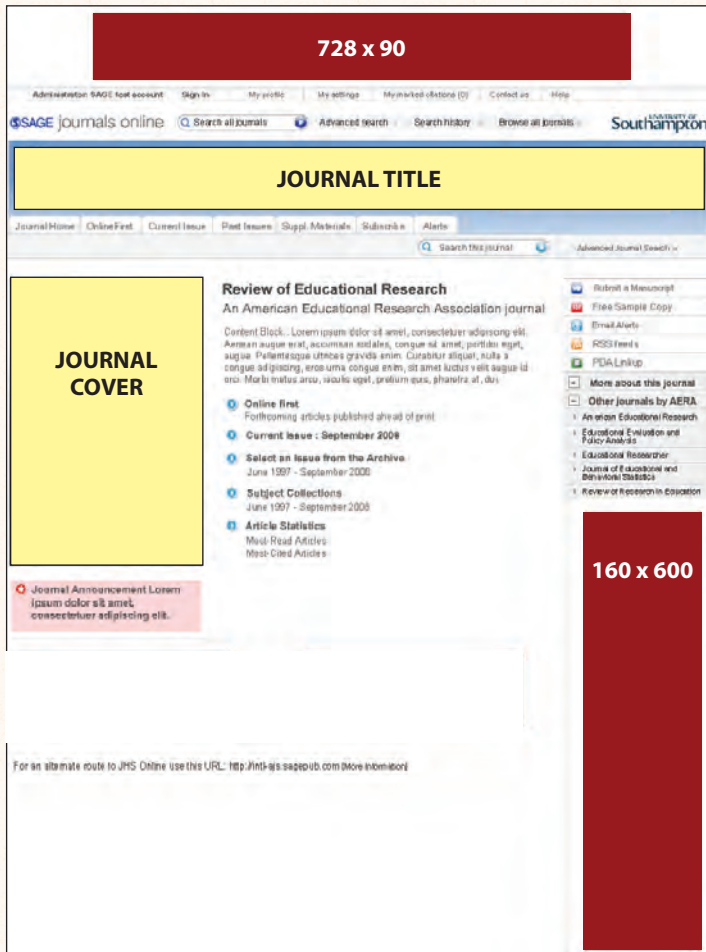 728 x 90
Administrator: SAGE test account Sign In My profile My settings My marked citations (0) Contact us Help
SAGE journals online Search all journals Advanced search Search history Browse all journals UNIVERSITY OF Southampton
JOURNAL TITLE
Journal Home OnlineFirst Current Issue Past Issues Suppl. Materials Subscribe Alerts
Search this journal Advanced Journal Search »
JOURNAL
COVER
Review of Educational Research
An American Educational Research Association journal
Content Block.. Lorem ipsum dolor sit amet, consectetuer adipiscing elit.
Aenean augue erat, accumsan sodales, congue sit amet, porttitor eget,
augue. Pellentesque ultrices gravida enim. Curabitur aliquet, nulla a
congue adipiscing, eros urna congue enim, sit amet luctus velit augue id
orci. Morbi metus arcu, iaculis eget, pretium quis, pharetra at, dui
Online first
Forthcoming articles published ahead of print
Current Issue : September 2008
Select an Issue from the Archive
June 1997 - September 2008
Subject Collections
June 1997 - September 2008
Article Statistics
Most-Read Articles
Most-Cited Articles
Journal Announcement Lorem
ipsum dolor sit amet,
consectetuer adipiscing elit.
Submit a Manuscript
Free Sample Copy
Email Alerts
RSS feeds
PDA Linkup
More about this journal
Other journals by AERA
American Educational Research
Educational Evaluation and
Policy Analysis
Educational Researcher
Journal of Educational and
Behavioral Statistics
Review of Research in Education
160 x 600
For an alternate route to JHS Online use this URL: http://intl-ajs.sagepub.com (More Information)